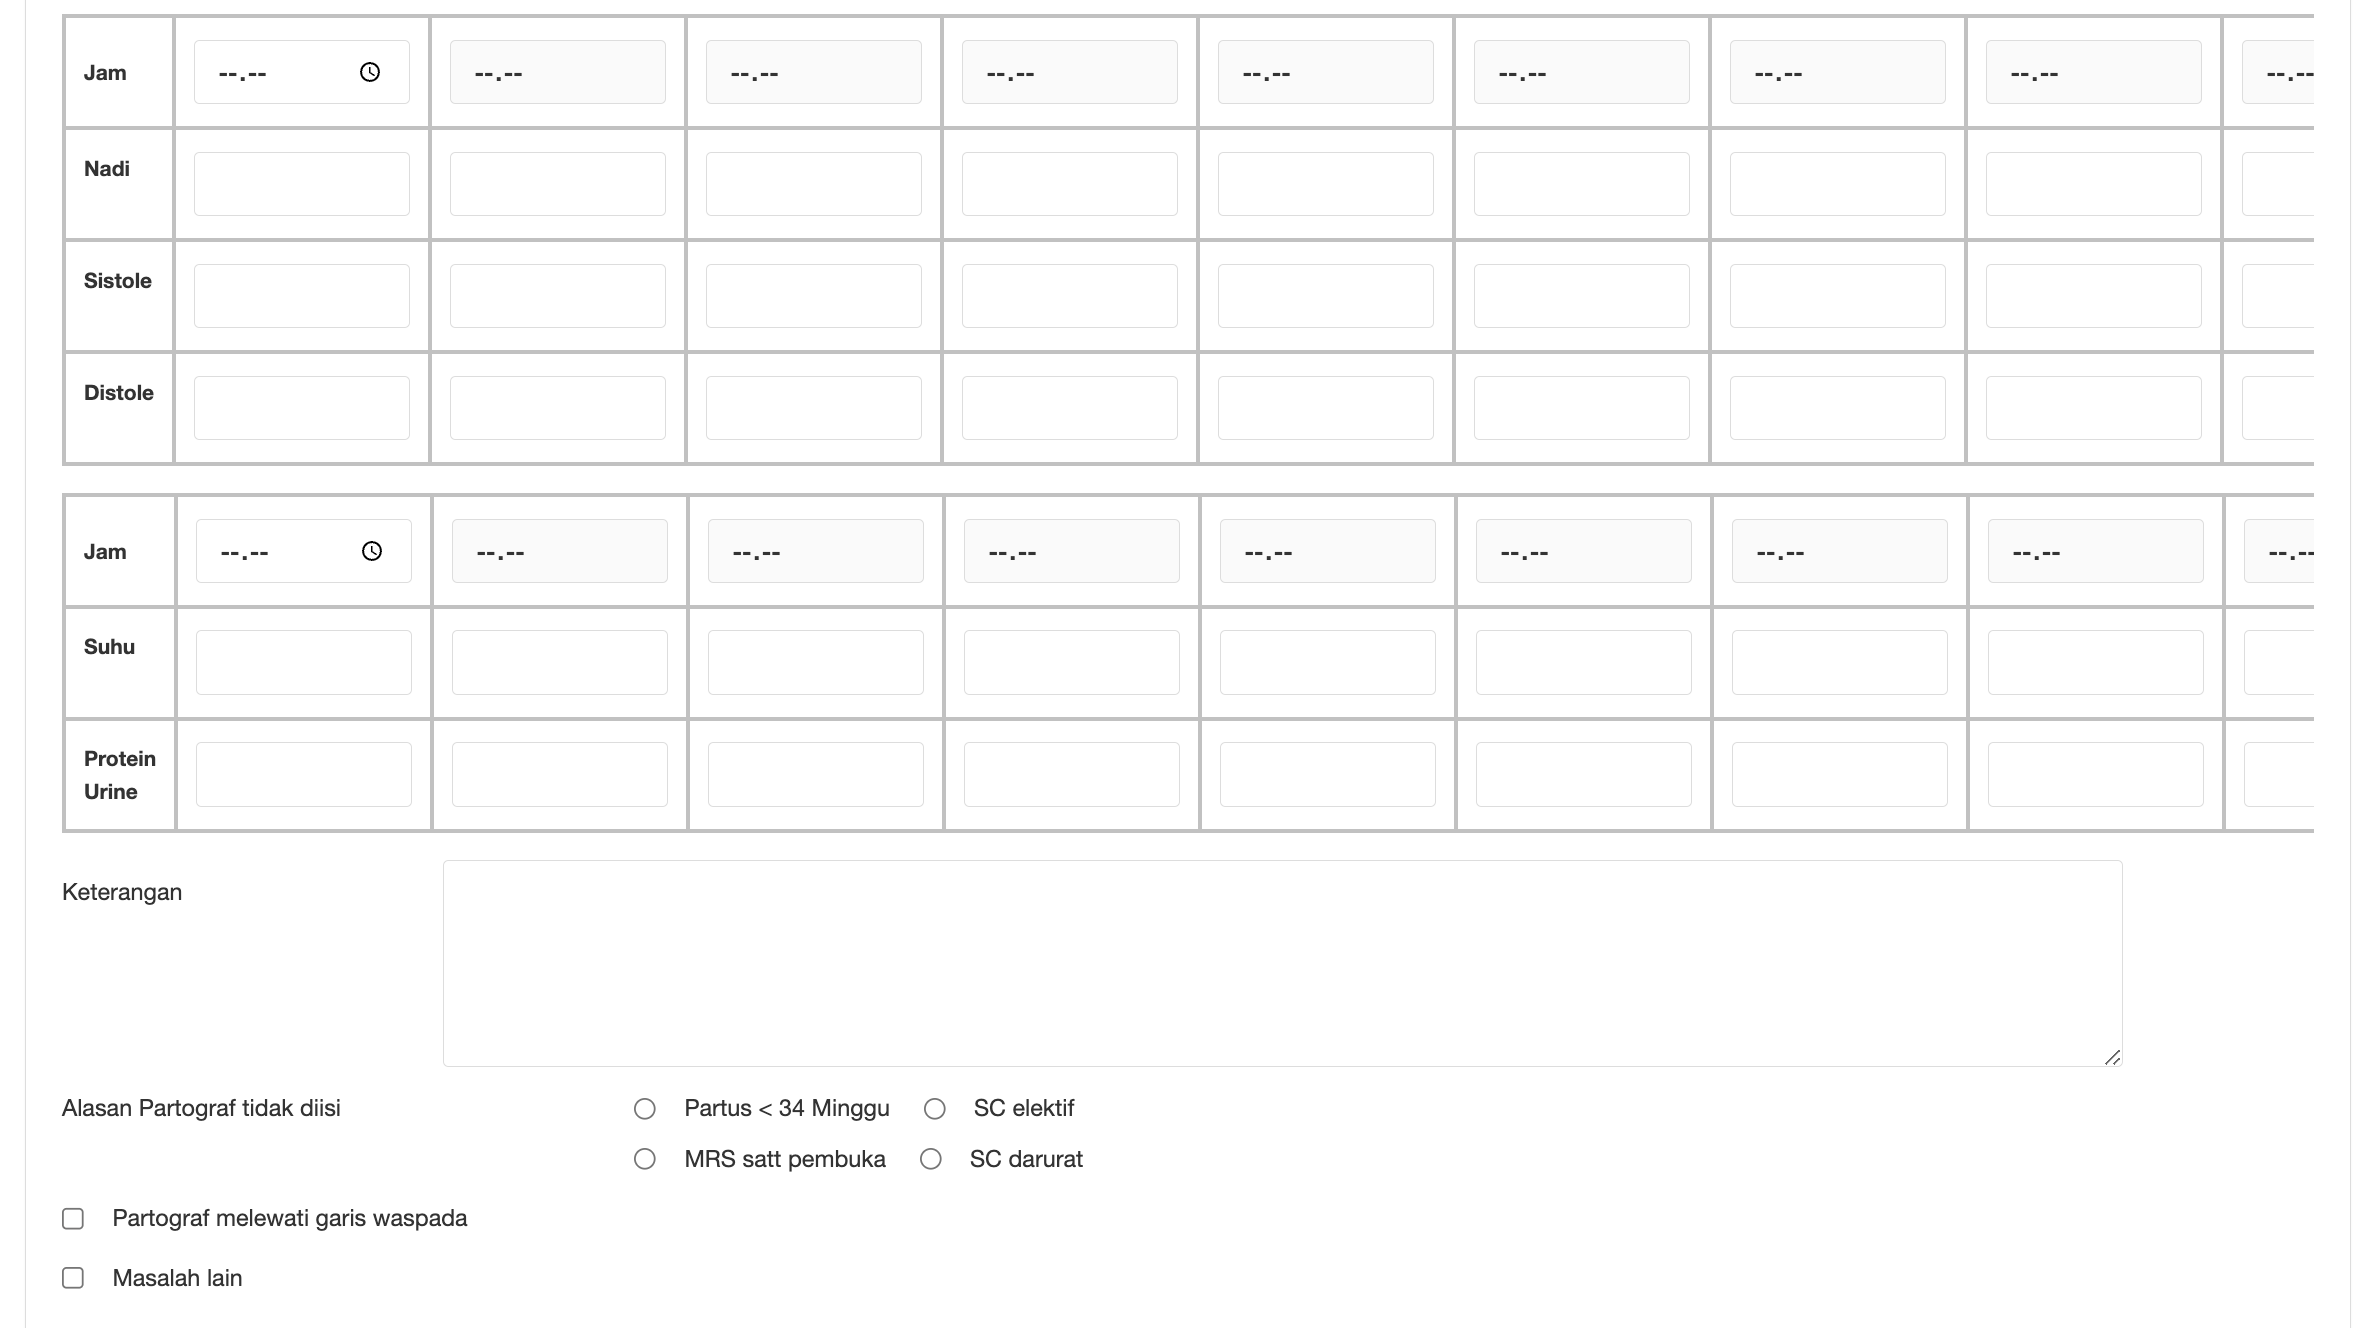 Jam --.-- --.-- --.-- --.-- --.-- --.-- --.-- --.-- --.--
Nadi
Sistole
Distole
Jam --.-- --.-- --.-- --.-- --.-- --.-- --.-- --.-- --.--
Suhu
Protein
Urine
Keterangan
Alasan Partograf tidak diisi Partus < 34 Minggu SC elektif
MRS satt pembuka SC darurat
Partograf melewati garis waspada
Masalah lain